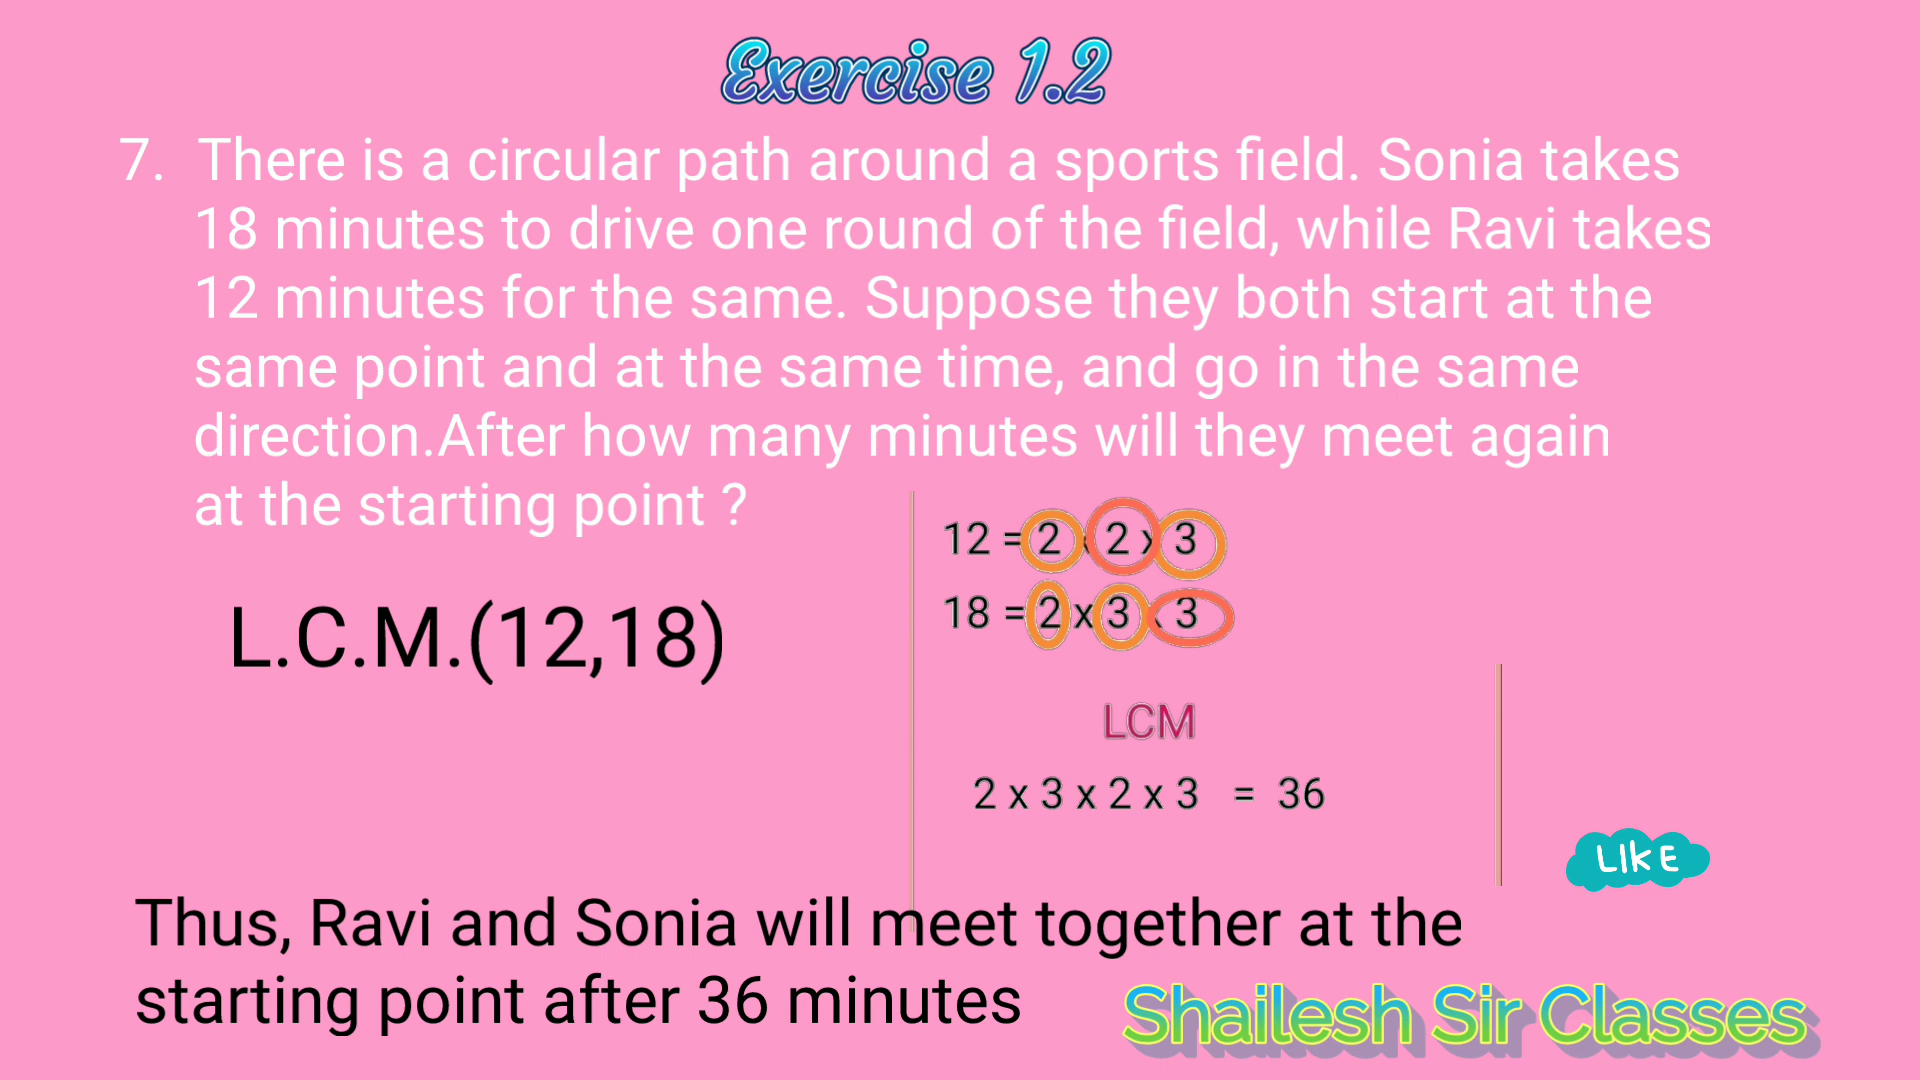 Exercise 1.2
7. There is a circular path around a sports field. Sonia takes
18 minutes to drive one round of the field, while Ravi takes
12 minutes for the same. Suppose they both start at the
same point and at the same time, and go in the same
direction.After how many minutes will they meet again
at the starting point ?
12 = 2 x 2 x 3
18 = 2 x 3 x 3
L.C.M.(12,18)
LCM
2 x 3 x 2 x 3 = 36
LIKE
Thus, Ravi and Sonia will meet together at the
starting point after 36 minutes
Shailesh Sir Classes